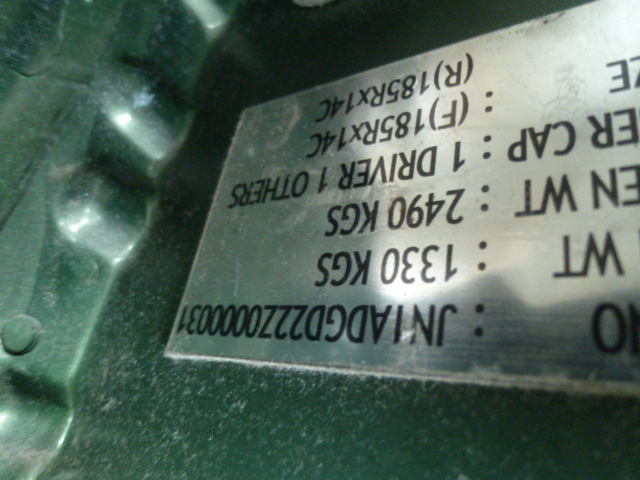 NO : JN1ADGD22Z0000031
WT : 1330 KGS
EN WT : 2490 KGS
ER CAP : 1 DRIVER 1 OTHERS
ZE : (F)185Rx14C
(R)185Rx14C